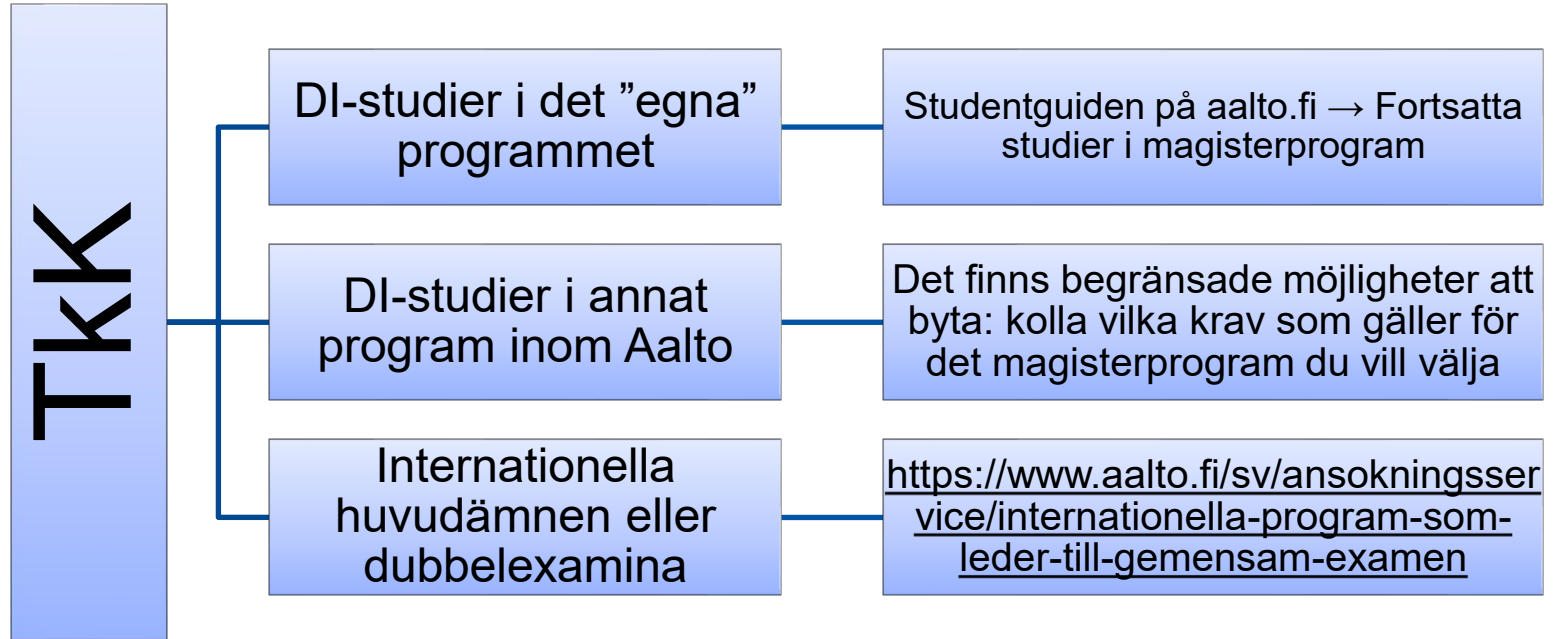 TkK
DI-studier i det ”egna”
programmet
Studentguiden på aalto.fi → Fortsatta
studier i magisterprogram
DI-studier i annat
program inom Aalto
Det finns begränsade möjligheter att
byta: kolla vilka krav som gäller för
det magisterprogram du vill välja
Internationella
huvudämnen eller
dubbelexamina
https://www.aalto.fi/sv/ansokningsser
vice/internationella-program-som-
leder-till-gemensam-examen